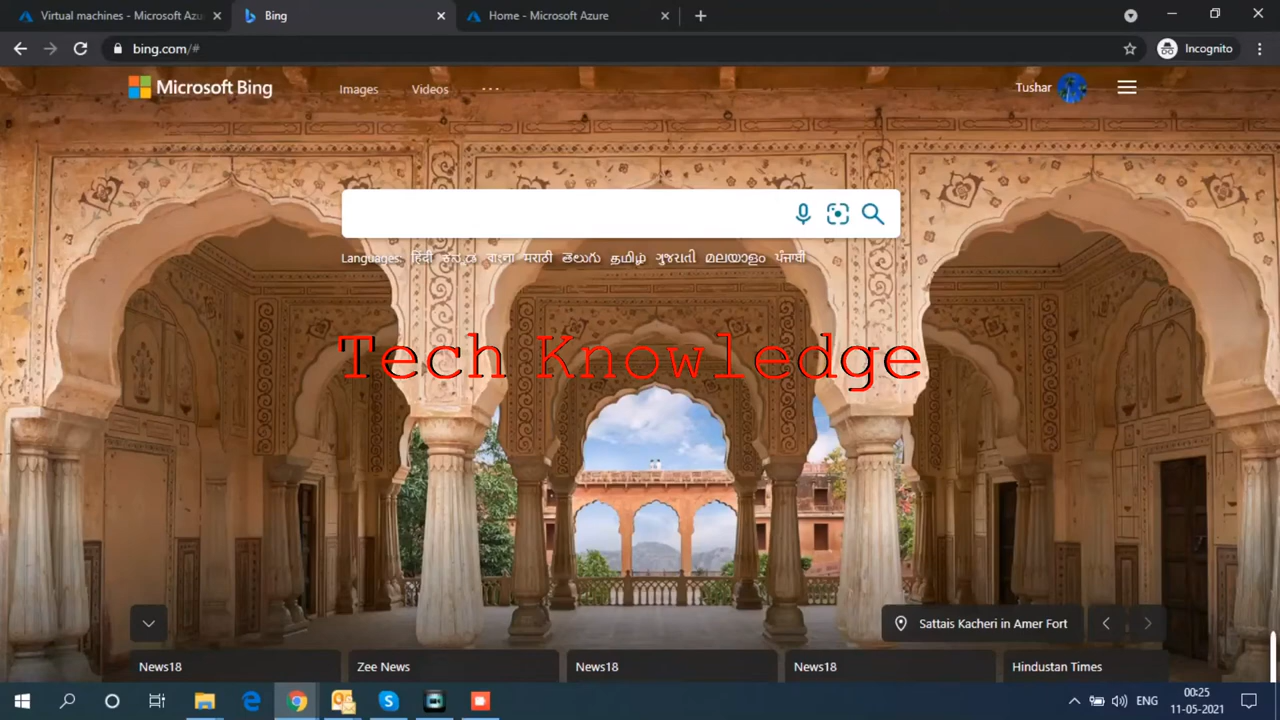 Virtual machines - Microsoft Azu
Bing
Home - Microsoft Azure
bing.com/#
Incognito
Microsoft Bing
Images
Videos
Tushar
Languages: हिंदी ಕನ್ನಡ বাংলা मराठी తెలుగు தமிழ் ગુજરાતી മലയാളം ਪੰਜਾਬੀ
Tech Knowledge
Sattais Kacheri in Amer Fort
News18
Zee News
News18
News18
Hindustan Times
ENG
00:25
11-05-2021